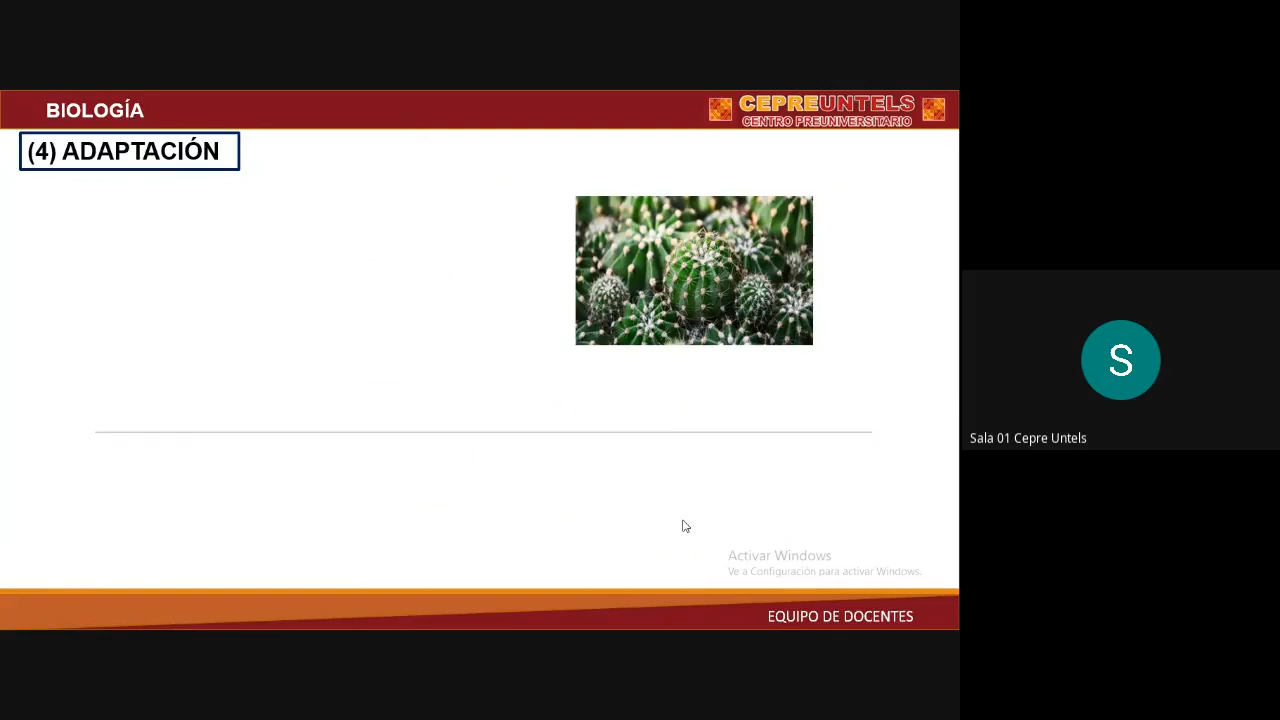 BIOLOGÍA
CEPREUNTELS
CENTRO PREUNIVERSITARIO
(4) ADAPTACIÓN
S
Sala 01 Cepre Untels
Activar Windows
Ve a Configuración para activar Windows.
EQUIPO DE DOCENTES